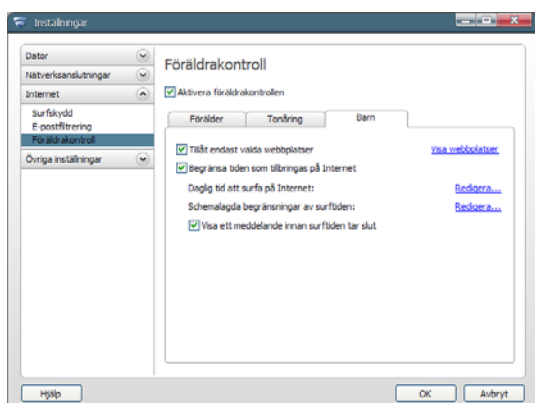 Inställningar
Dator
Nätverksanslutningar
Internet
Surfskydd
E-postfiltrering
Föräldrakontroll
Övriga inställningar
Föräldrakontroll
Aktivera föräldrakontrollen
Förälder Tonåring Barn
Tillåt endast valda webbplatser Visa webbplatser
Begränsa tiden som tillbringas på Internet
Daglig tid att surfa på Internet: Redigera...
Schemalagda begränsningar av surftiden: Redigera...
Visa ett meddelande innan surftiden tar slut
Hjälp OK Avbryt